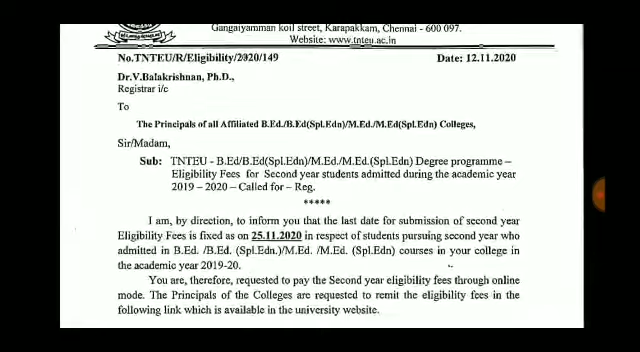 Gangaiyamman koil street, Karapakkam, Chennai - 600 097.
Website: www.tnteu.ac.in
No.TNTEU/R/Eligibility/2020/149 Date: 12.11.2020
Dr.V.Balakrishnan, Ph.D.,
Registrar i/c
To
The Principals of all Affiliated B.Ed./B.Ed(Spl.Edn)/M.Ed./M.Ed(Spl.Edn) Colleges,
Sir/Madam,
Sub: TNTEU - B.Ed/B.Ed(Spl.Edn)/M.Ed./M.Ed.(Spl.Edn) Degree programme –
Eligibility Fees for Second year students admitted during the academic year
2019 – 2020 – Called for – Reg.
*****
I am, by direction, to inform you that the last date for submission of second year
Eligibility Fees is fixed as on 25.11.2020 in respect of students pursuing second year who
admitted in B.Ed. /B.Ed. (Spl.Edn.)/M.Ed. /M.Ed. (Spl.Edn) courses in your college in
the academic year 2019-20.
You are, therefore, requested to pay the Second year eligibility fees through online
mode. The Principals of the Colleges are requested to remit the eligibility fees in the
following link which is available in the university website.